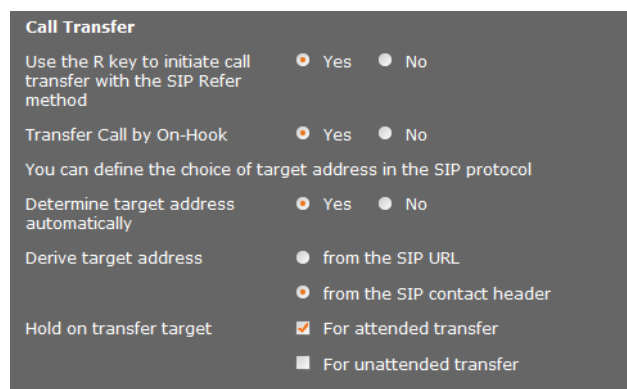 Call Transfer
Use the R key to initiate call Yes No
transfer with the SIP Refer
method
Transfer Call by On-Hook Yes No
You can define the choice of target address in the SIP protocol
Determine target address Yes No
automatically
Derive target address from the SIP URL
from the SIP contact header
Hold on transfer target For attended transfer
For unattended transfer